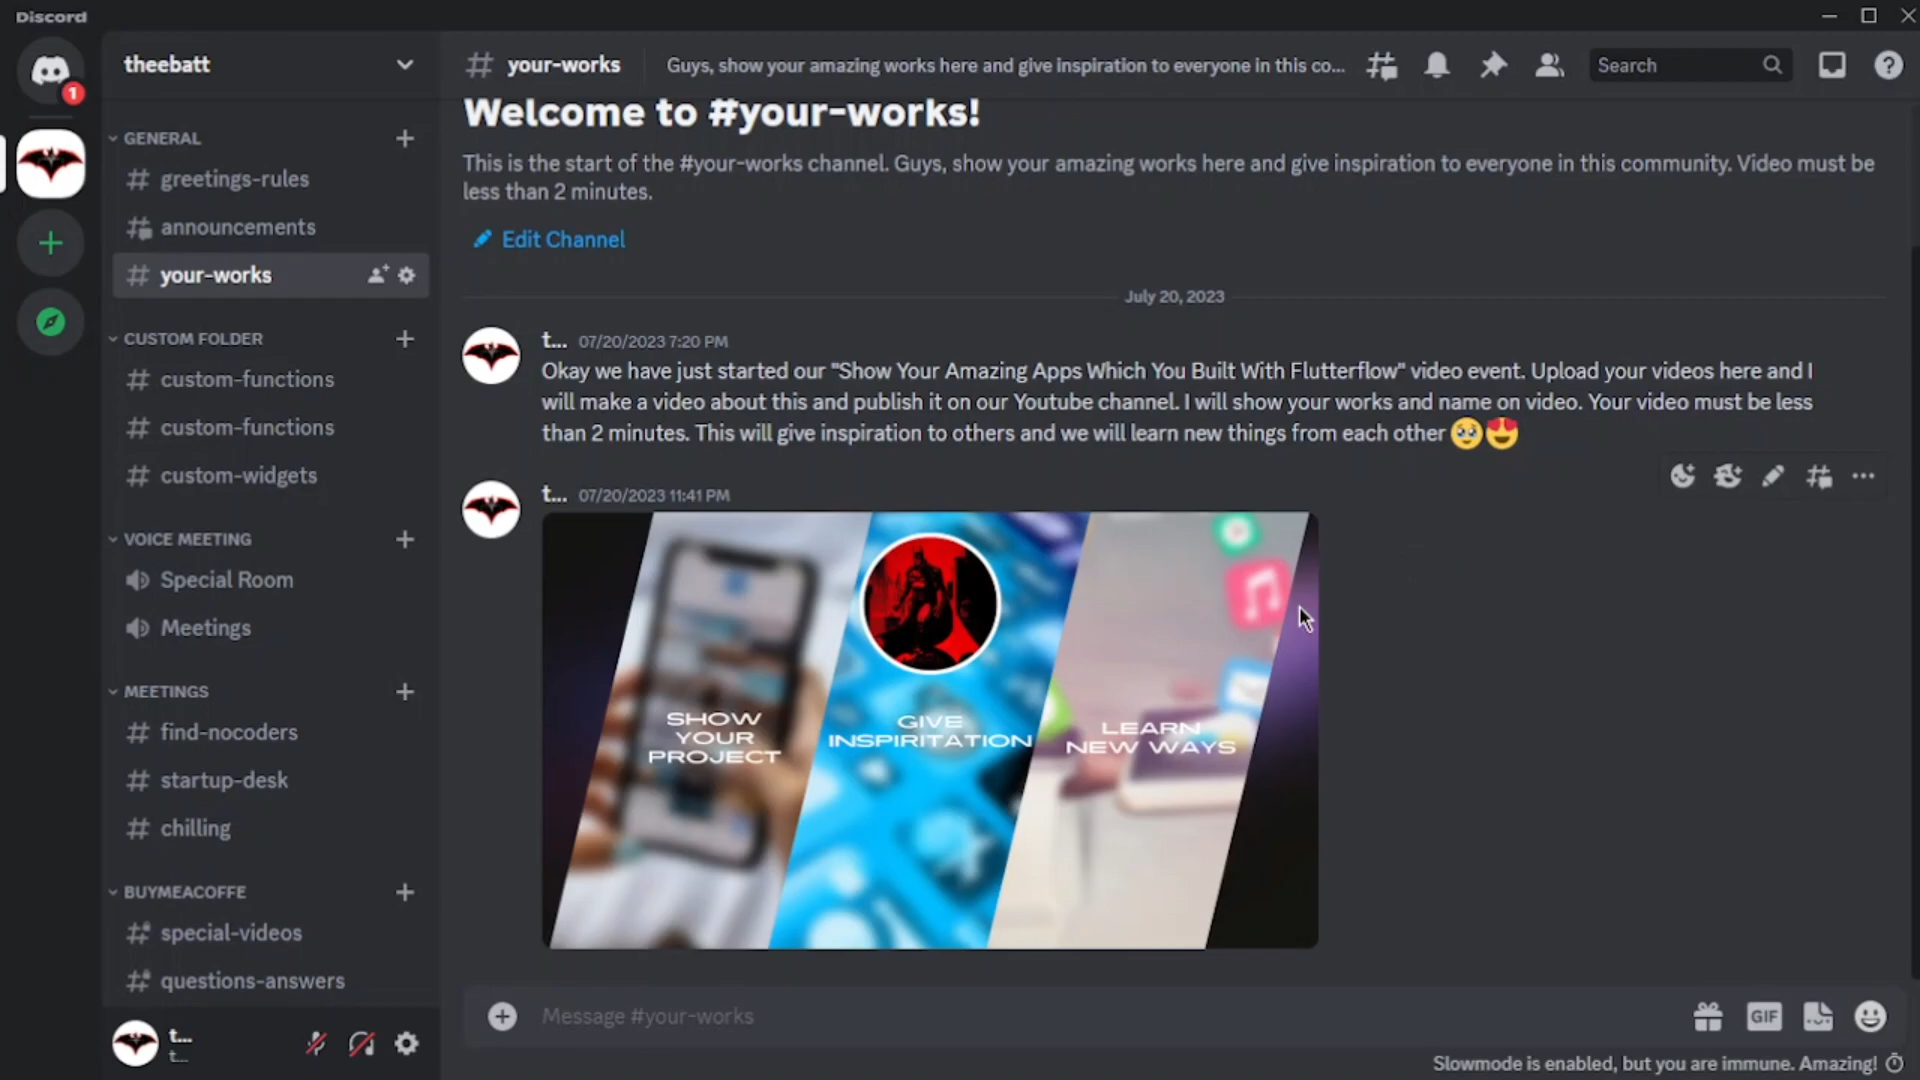 Discord
1
theebatt
your-works
Guys, show your amazing works here and give inspiration to everyone in this co...
Search
GENERAL
greetings-rules
announcements
your-works
CUSTOM FOLDER
custom-functions
custom-functions
custom-widgets
VOICE MEETING
Special Room
Meetings
MEETINGS
find-nocoders
startup-desk
chilling
BUYMEACOFFE
special-videos
questions-answers
t...
t...
Welcome to #your-works!
This is the start of the #your-works channel. Guys, show your amazing works here and give inspiration to everyone in this community. Video must be
less than 2 minutes.
Edit Channel
July 20, 2023
t... 07/20/2023 7:20 PM
Okay we have just started our "Show Your Amazing Apps Which You Built With Flutterflow" video event. Upload your videos here and I
will make a video about this and publish it on our Youtube channel. I will show your works and name on video. Your video must be less
than 2 minutes. This will give inspiration to others and we will learn new things from each other 🥹😍
t... 07/20/2023 11:41 PM
SHOW
YOUR
PROJECT
GIVE
INSPIRITATION
LEARN
NEW WAYS
Message #your-works
GIF
Slowmode is enabled, but you are immune. Amazing!